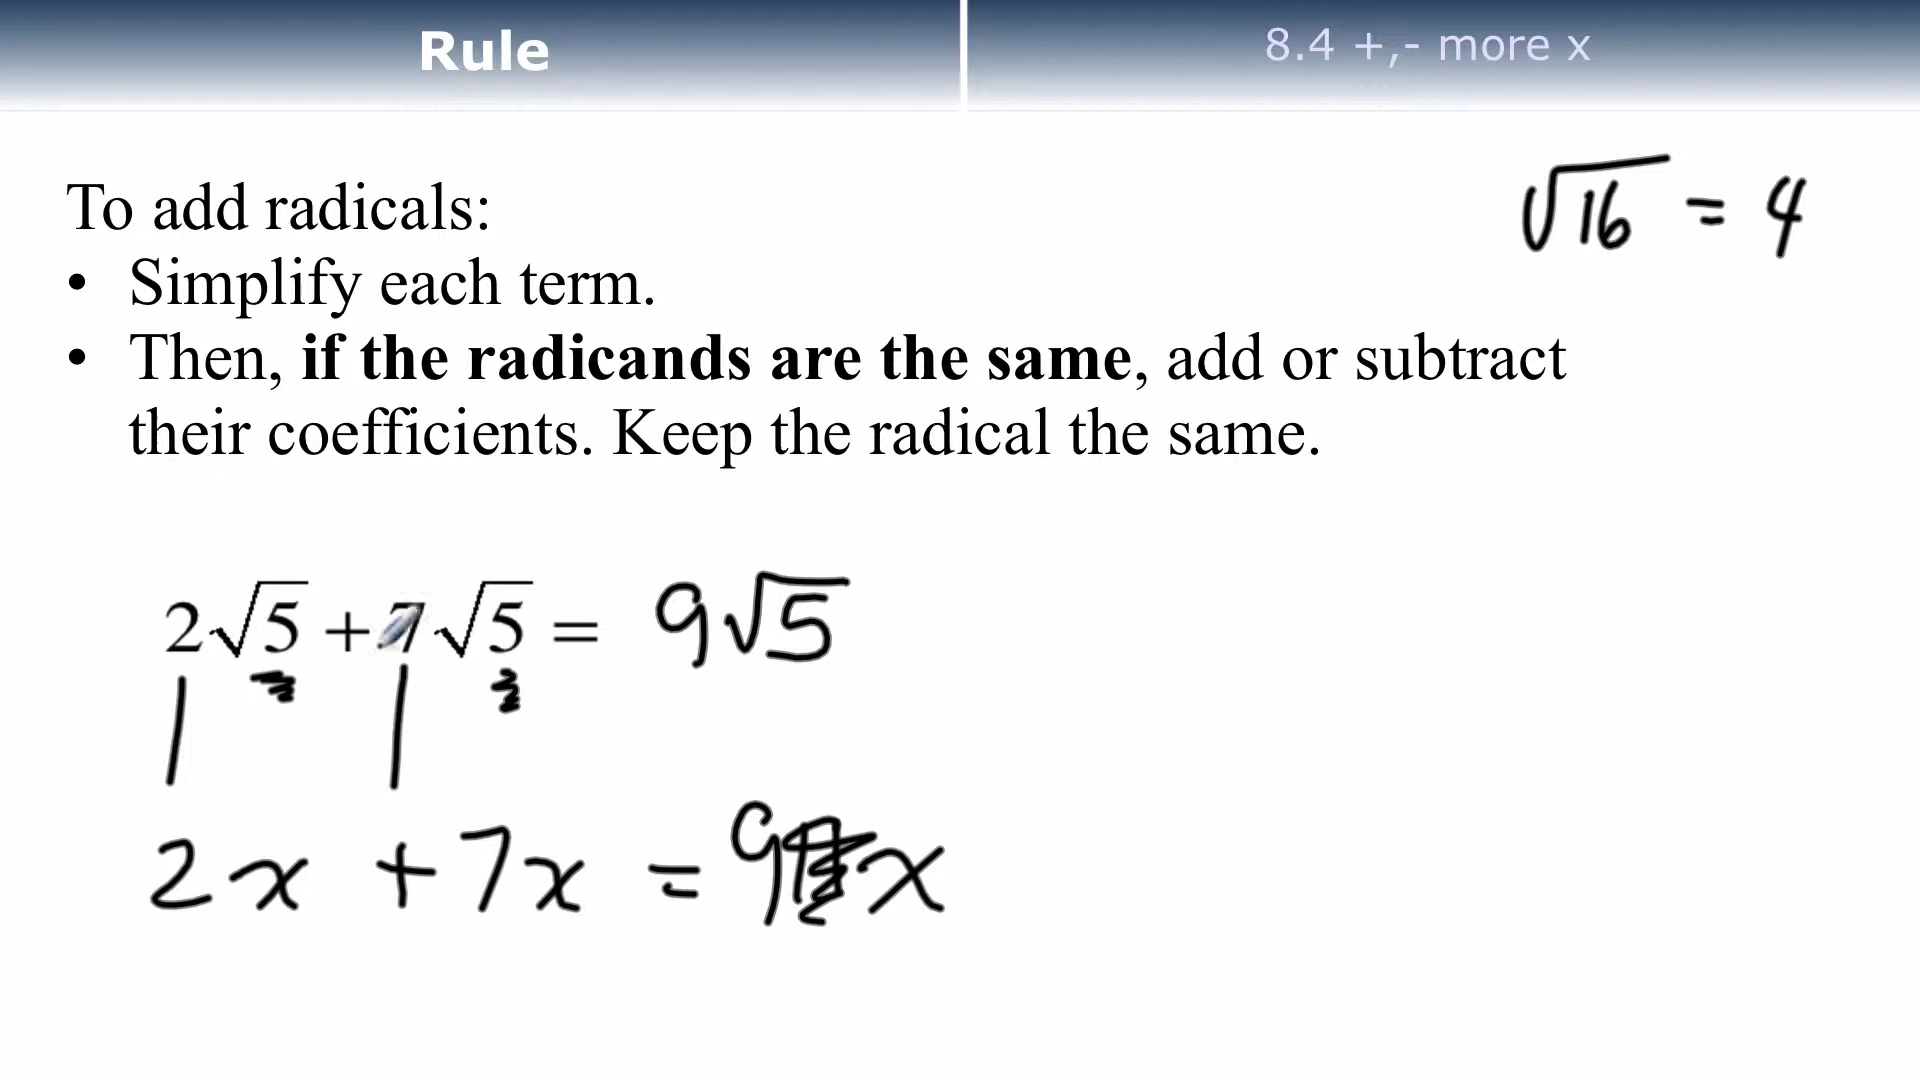 Rule
8.4 +,- more x
√16 = 4
To add radicals:
• Simplify each term.
• Then, if the radicands are the same, add or subtract
their coefficients. Keep the radical the same.
2√5 + 7√5 = 9√5
2x + 7x = 9x